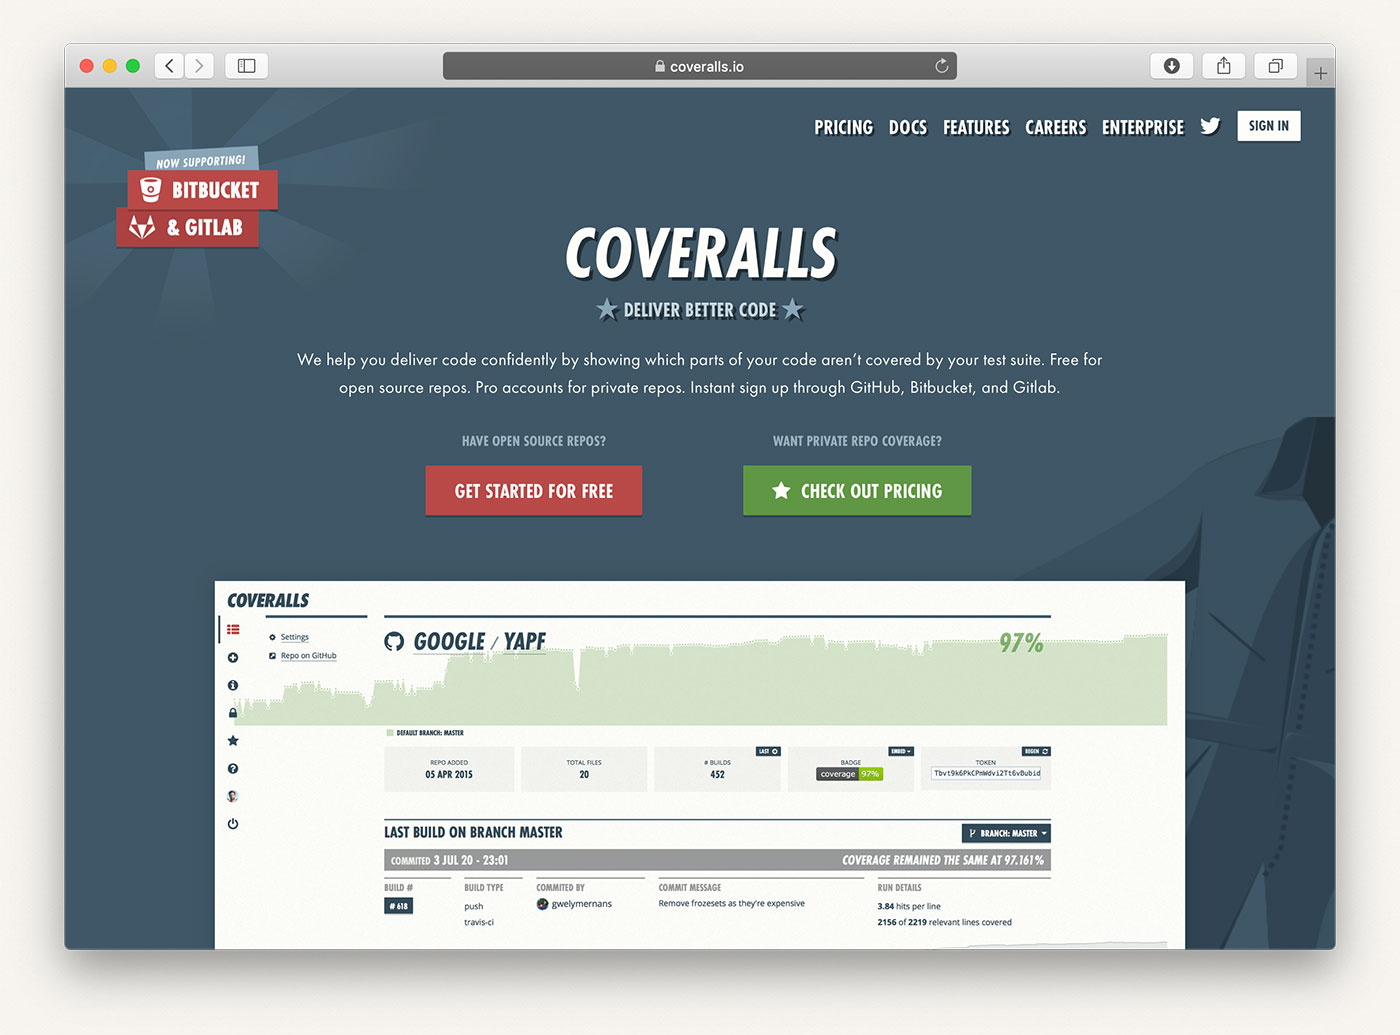 coveralls.io
PRICING DOCS FEATURES CAREERS ENTERPRISE SIGN IN
NOW SUPPORTING!
BITBUCKET
& GITLAB
COVERALLS
DELIVER BETTER CODE
We help you deliver code confidently by showing which parts of your code aren't covered by your test suite. Free for
open source repos. Pro accounts for private repos. Instant sign up through GitHub, Bitbucket, and Gitlab.
HAVE OPEN SOURCE REPOS? WANT PRIVATE REPO COVERAGE?
GET STARTED FOR FREE CHECK OUT PRICING
COVERALLS
Settings
Repo on GitHub
GOOGLE / YAPF 97%
DEFAULT BRANCH: MASTER
LAST EMBED REGEN
REPO ADDED TOTAL FILES # BUILDS BADGE TOKEN
05 APR 2015 20 452 coverage 97% Tbvt9k6PkCPmWdvi2Tt6vBubid
LAST BUILD ON BRANCH MASTER BRANCH: MASTER
COMMITED 3 JUL 20 - 23:01 COVERAGE REMAINED THE SAME AT 97.161%
BUILD # BUILD TYPE COMMITED BY COMMIT MESSAGE RUN DETAILS
# 618 push gwelymernans Remove frozesets as they're expensive 3.84 hits per line
travis-ci 2156 of 2219 relevant lines covered